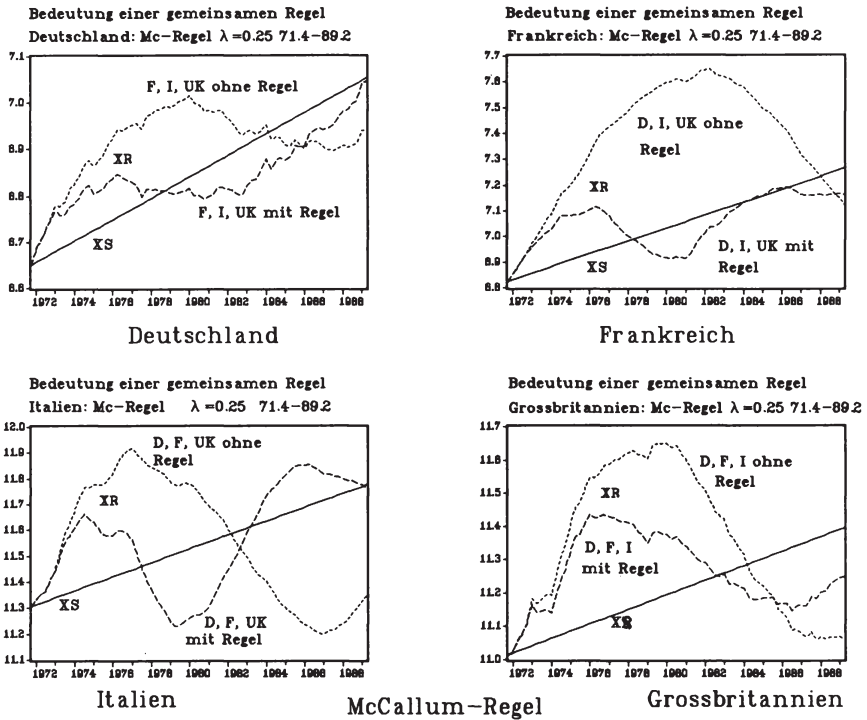 Bedeutung einer gemeinsamen Regel
Deutschland: Mc-Regel λ=0.25 71.4-89.2
7.1
7.0
6.9
6.8
6.7
6.6
F, I, UK ohne Regel
XR
F, I, UK mit Regel
XS
1972 1974 1976 1978 1980 1982 1984 1986 1988
Deutschland
Bedeutung einer gemeinsamen Regel
Frankreich: Mc-Regel λ=0.25 71.4-89.2
7.7
7.6
7.5
7.4
7.3
7.2
7.1
7.0
6.9
6.8
D, I, UK ohne
Regel
XR
D, I, UK mit
Regel
XS
1972 1974 1976 1978 1980 1982 1984 1986 1988
Frankreich
Bedeutung einer gemeinsamen Regel
Italien: Mc-Regel λ=0.25 71.4-89.2
12.0
11.9
11.8
11.7
11.6
11.5
11.4
11.3
11.2
11.1
D, F, UK ohne
Regel
XR
XS
D, F, UK
mit Regel
1972 1974 1976 1978 1980 1982 1984 1986 1988
Italien
Bedeutung einer gemeinsamen Regel
Grossbritannien: Mc-Regel λ=0.25 71.4-89.2
11.7
11.6
11.5
11.4
11.3
11.2
11.1
11.0
D, F, I ohne
Regel
XR
D, F, I
mit Regel
1972 1974 1976 1978 1980 1982 1984 1986 1988
Grossbritannien
McCallum-Regel